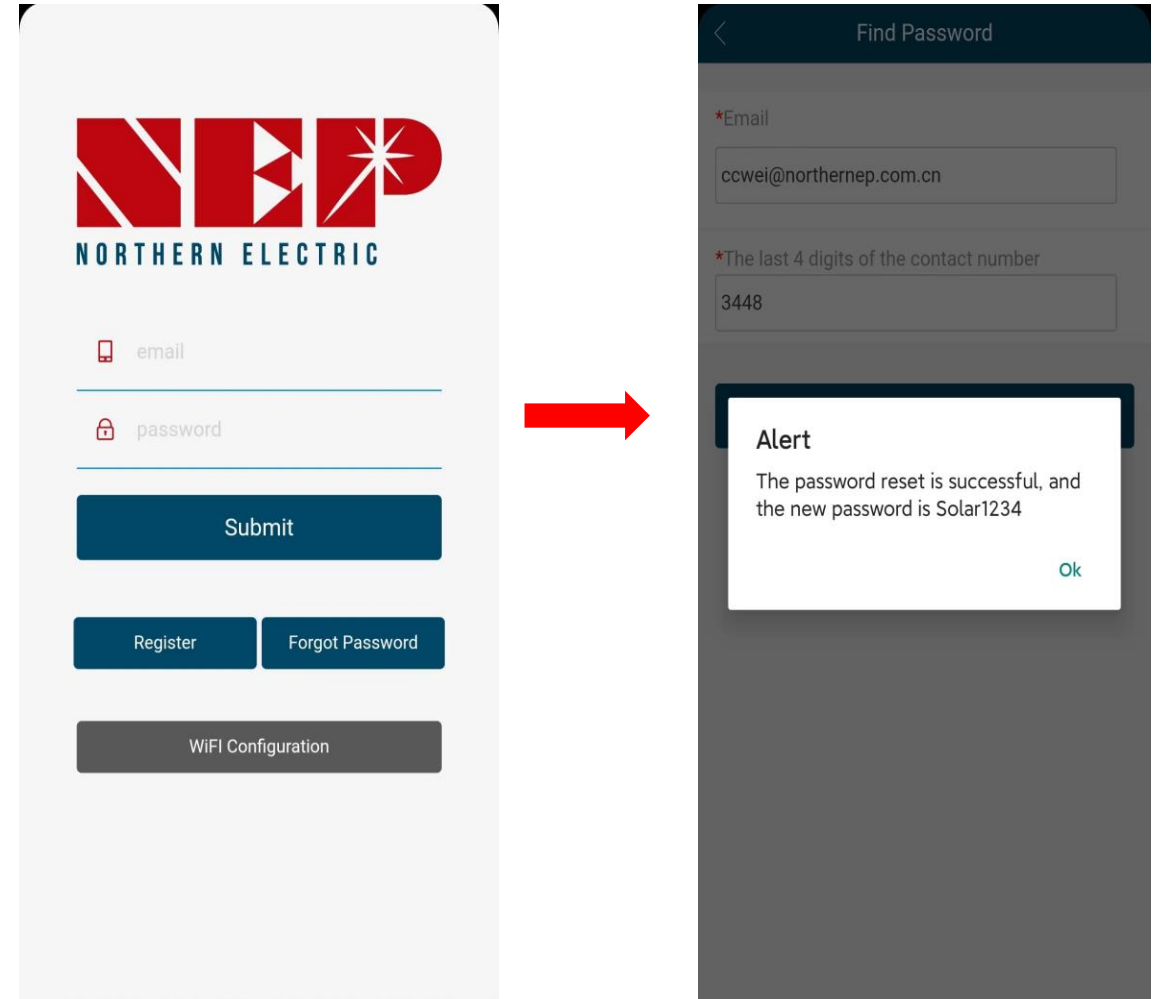 NEP
NORTHERN ELECTRIC
email
password
Submit
Register
Forgot Password
WiFI Configuration
Find Password
*Email
ccwei@northernep.com.cn
*The last 4 digits of the contact number
3448
Alert
The password reset is successful, and
the new password is Solar1234
Ok